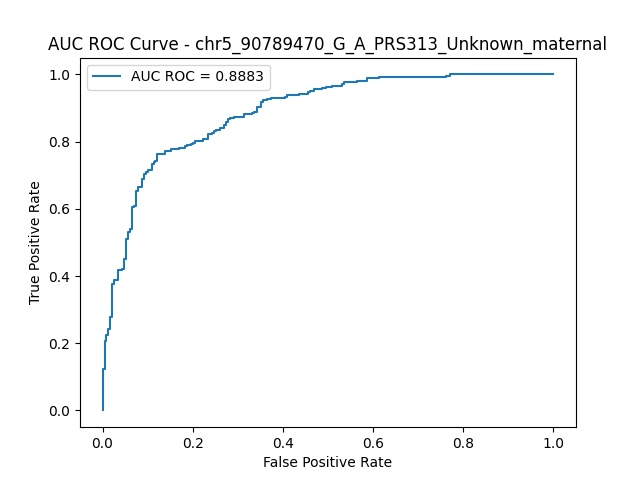 AUC ROC Curve - chr5_90789470_G_A_PRS313_Unknown_maternal
AUC ROC = 0.8883
True Positive Rate
1.0
0.8
0.6
0.4
0.2
0.0
0.0 0.2 0.4 0.6 0.8 1.0
False Positive Rate